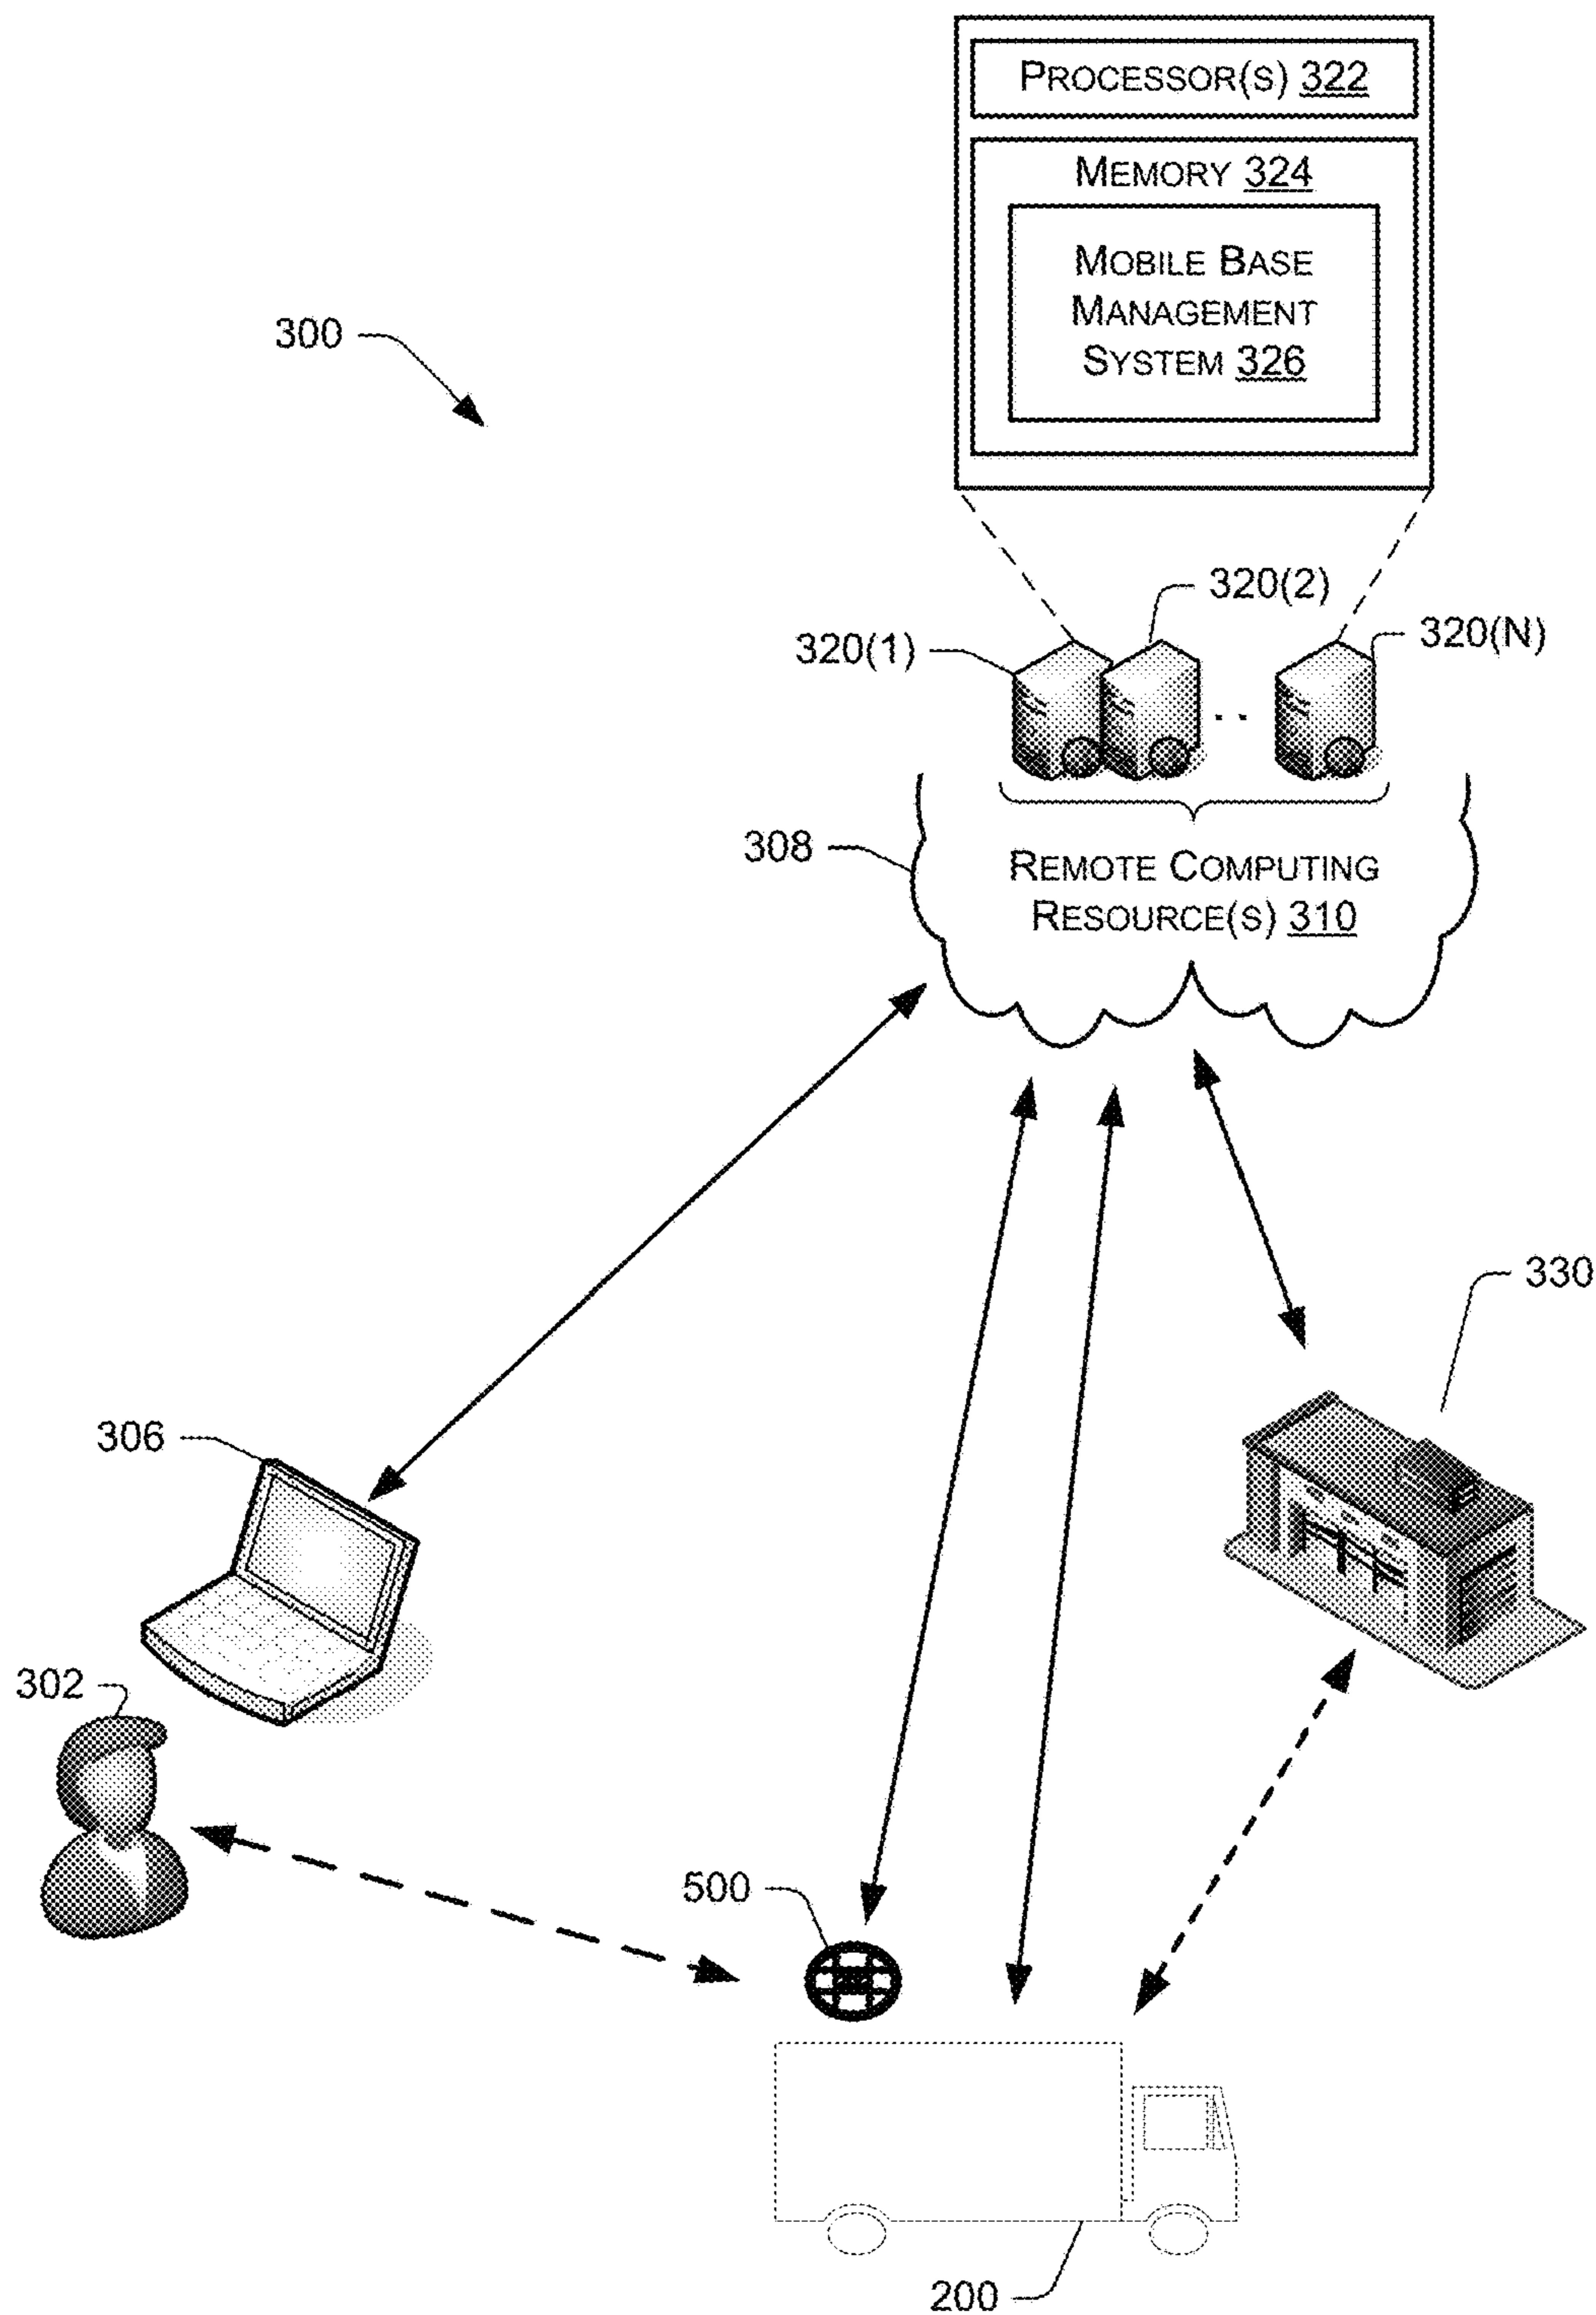 PROCESSOR(S) 322
MEMORY 324
MOBILE BASE
MANAGEMENT
SYSTEM 326
300
320(2)
320(1)
320(N)
308
REMOTE COMPUTING
RESOURCE(S) 310
330
306
302
500
200